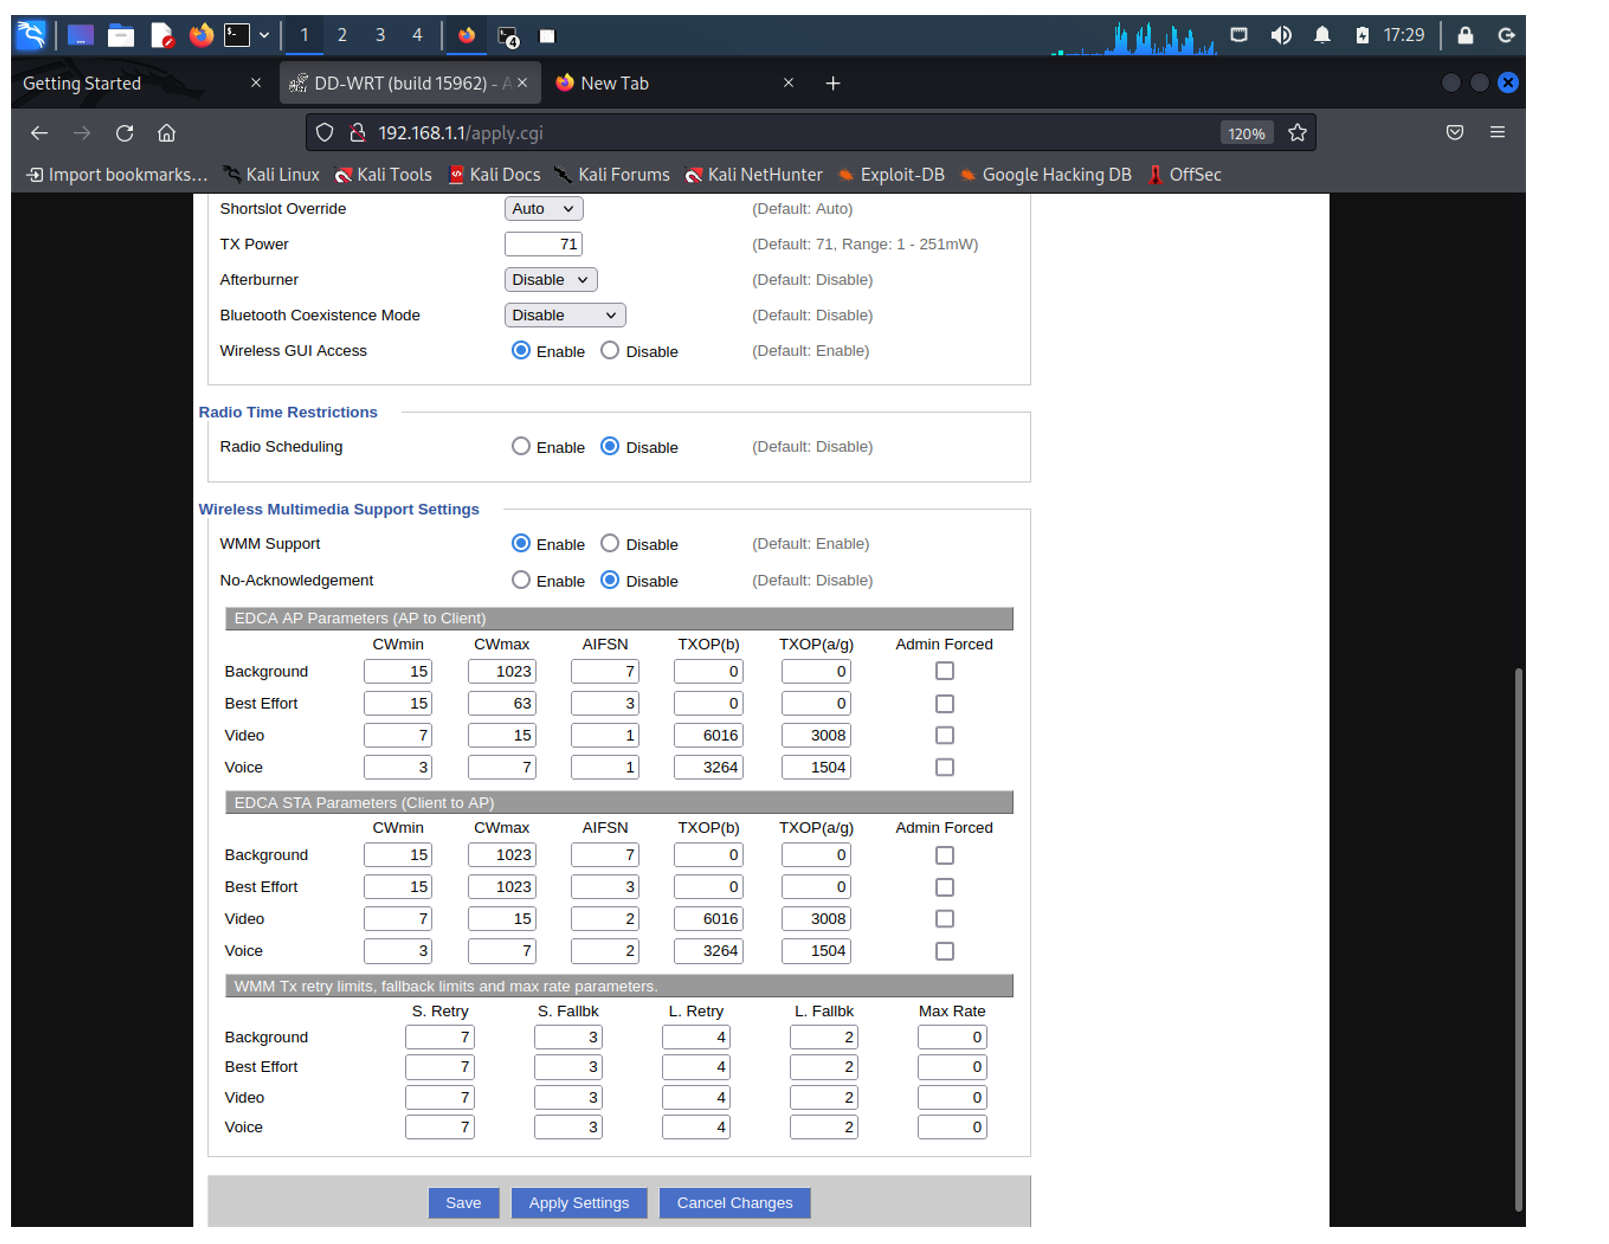 1 2 3 4 4 17:29
Getting Started DD-WRT (build 15962) - A New Tab
192.168.1.1/apply.cgi 120%
Import bookmarks... Kali Linux Kali Tools Kali Docs Kali Forums Kali NetHunter Exploit-DB Google Hacking DB OffSec
Shortslot Override Auto (Default: Auto)
TX Power 71 (Default: 71, Range: 1 - 251mW)
Afterburner Disable (Default: Disable)
Bluetooth Coexistence Mode Disable (Default: Disable)
Wireless GUI Access Enable Disable (Default: Enable)
Radio Time Restrictions
Radio Scheduling Enable Disable (Default: Disable)
Wireless Multimedia Support Settings
WMM Support Enable Disable (Default: Enable)
No-Acknowledgement Enable Disable (Default: Disable)
EDCA AP Parameters (AP to Client)
CWmin CWmax AIFSN TXOP(b) TXOP(a/g) Admin Forced
Background 15 1023 7 0 0
Best Effort 15 63 3 0 0
Video 7 15 1 6016 3008
Voice 3 7 1 3264 1504
EDCA STA Parameters (Client to AP)
CWmin CWmax AIFSN TXOP(b) TXOP(a/g) Admin Forced
Background 15 1023 7 0 0
Best Effort 15 1023 3 0 0
Video 7 15 2 6016 3008
Voice 3 7 2 3264 1504
WMM Tx retry limits, fallback limits and max rate parameters.
S. Retry S. Fallbk L. Retry L. Fallbk Max Rate
Background 7 3 4 2 0
Best Effort 7 3 4 2 0
Video 7 3 4 2 0
Voice 7 3 4 2 0
Save Apply Settings Cancel Changes